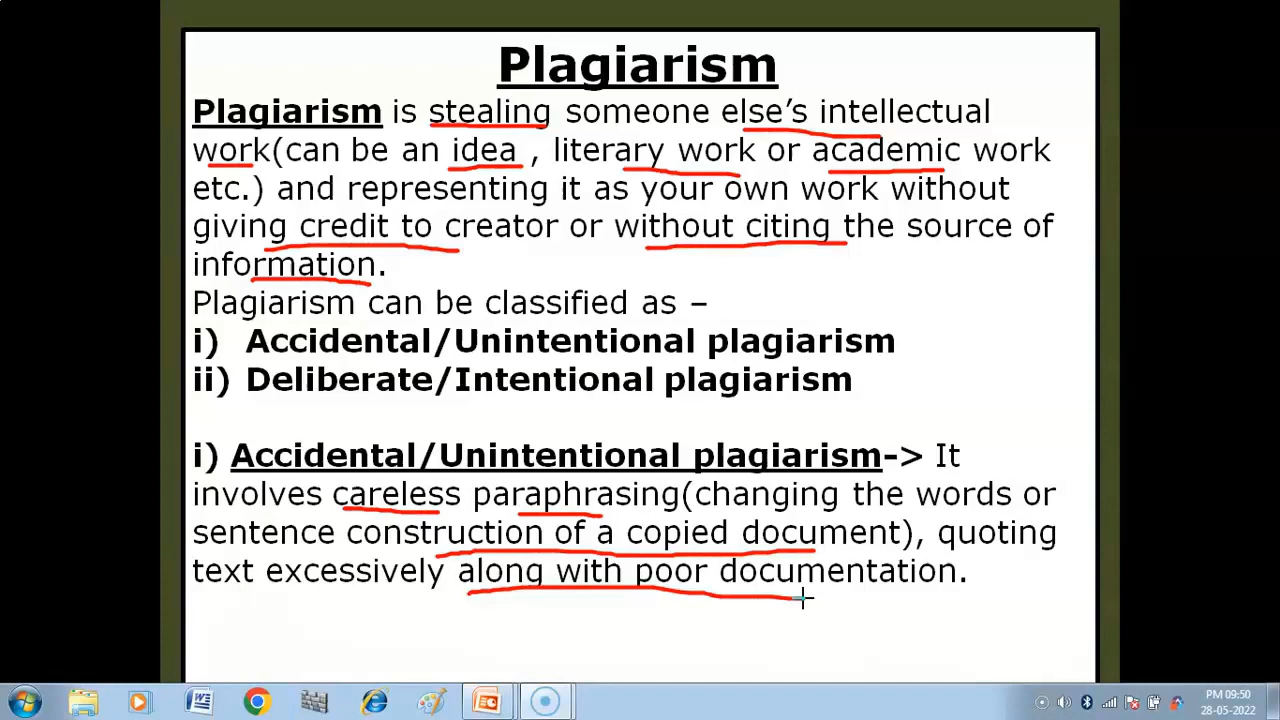 Plagiarism
Plagiarism is stealing someone else’s intellectual
work(can be an idea , literary work or academic work
etc.) and representing it as your own work without
giving credit to creator or without citing the source of
information.
Plagiarism can be classified as –
i) Accidental/Unintentional plagiarism
ii) Deliberate/Intentional plagiarism
i) Accidental/Unintentional plagiarism-> It
involves careless paraphrasing(changing the words or
sentence construction of a copied document), quoting
text excessively along with poor documentation.
PM 09:50
28-05-2022